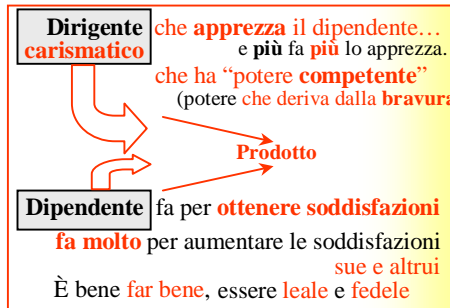 Dirigente che apprezza il dipendente…
carismatico e più fa più lo apprezza.
che ha “potere competente”
(potere che deriva dalla bravura
Prodotto
Dipendente fa per ottenere soddisfazioni
fa molto per aumentare le soddisfazioni
sue e altrui
È bene far bene, essere leale e fedele